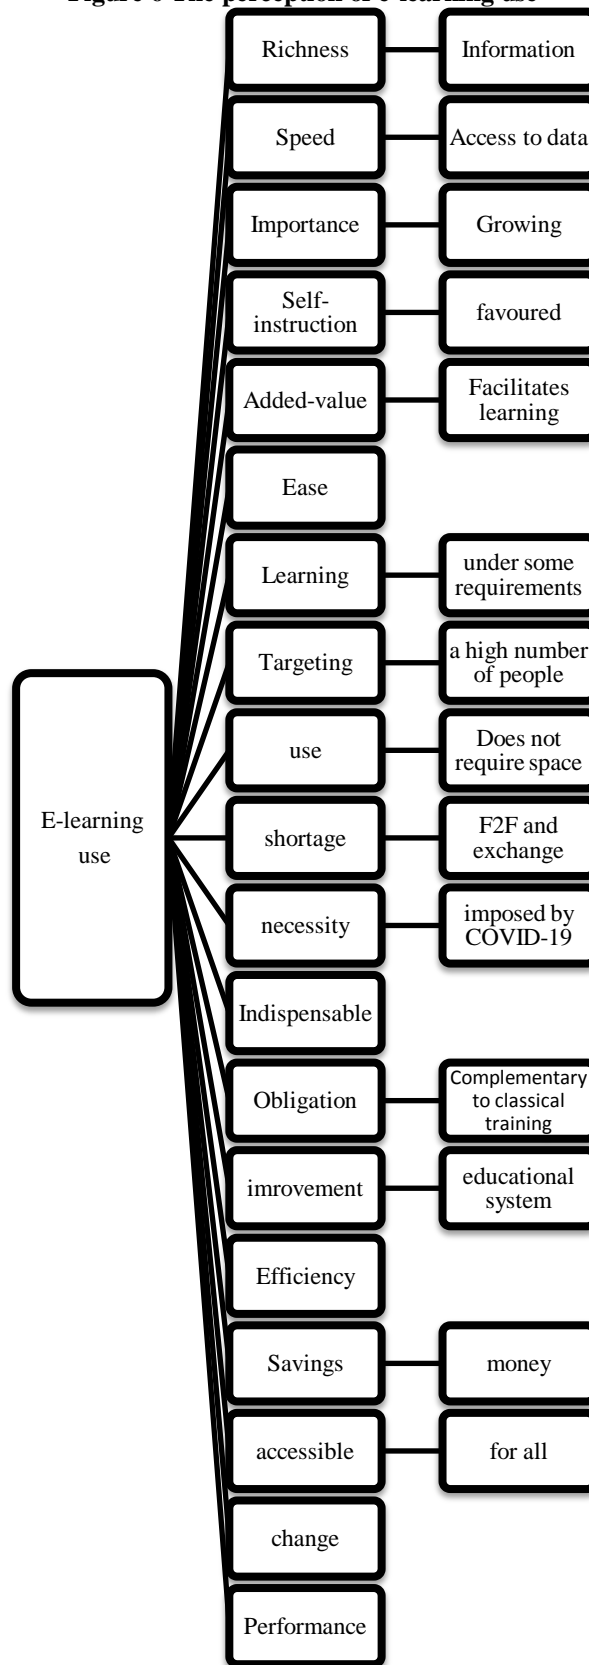 Figure 6 The perception of e-learning use
Richness
Information
Speed
Access to data
Importance
Growing
Self-
instruction
favoured
Added-value
Facilitates
learning
Ease
Learning
under some
requirements
Targeting
a high number
of people
use
Does not
require space
E-learning
use
shortage
F2F and
exchange
necessity
imposed by
COVID-19
Indispensable
Obligation
Complementary
to classical
training
imrovement
educational
system
Efficiency
Savings
money
accessible
for all
change
Performance